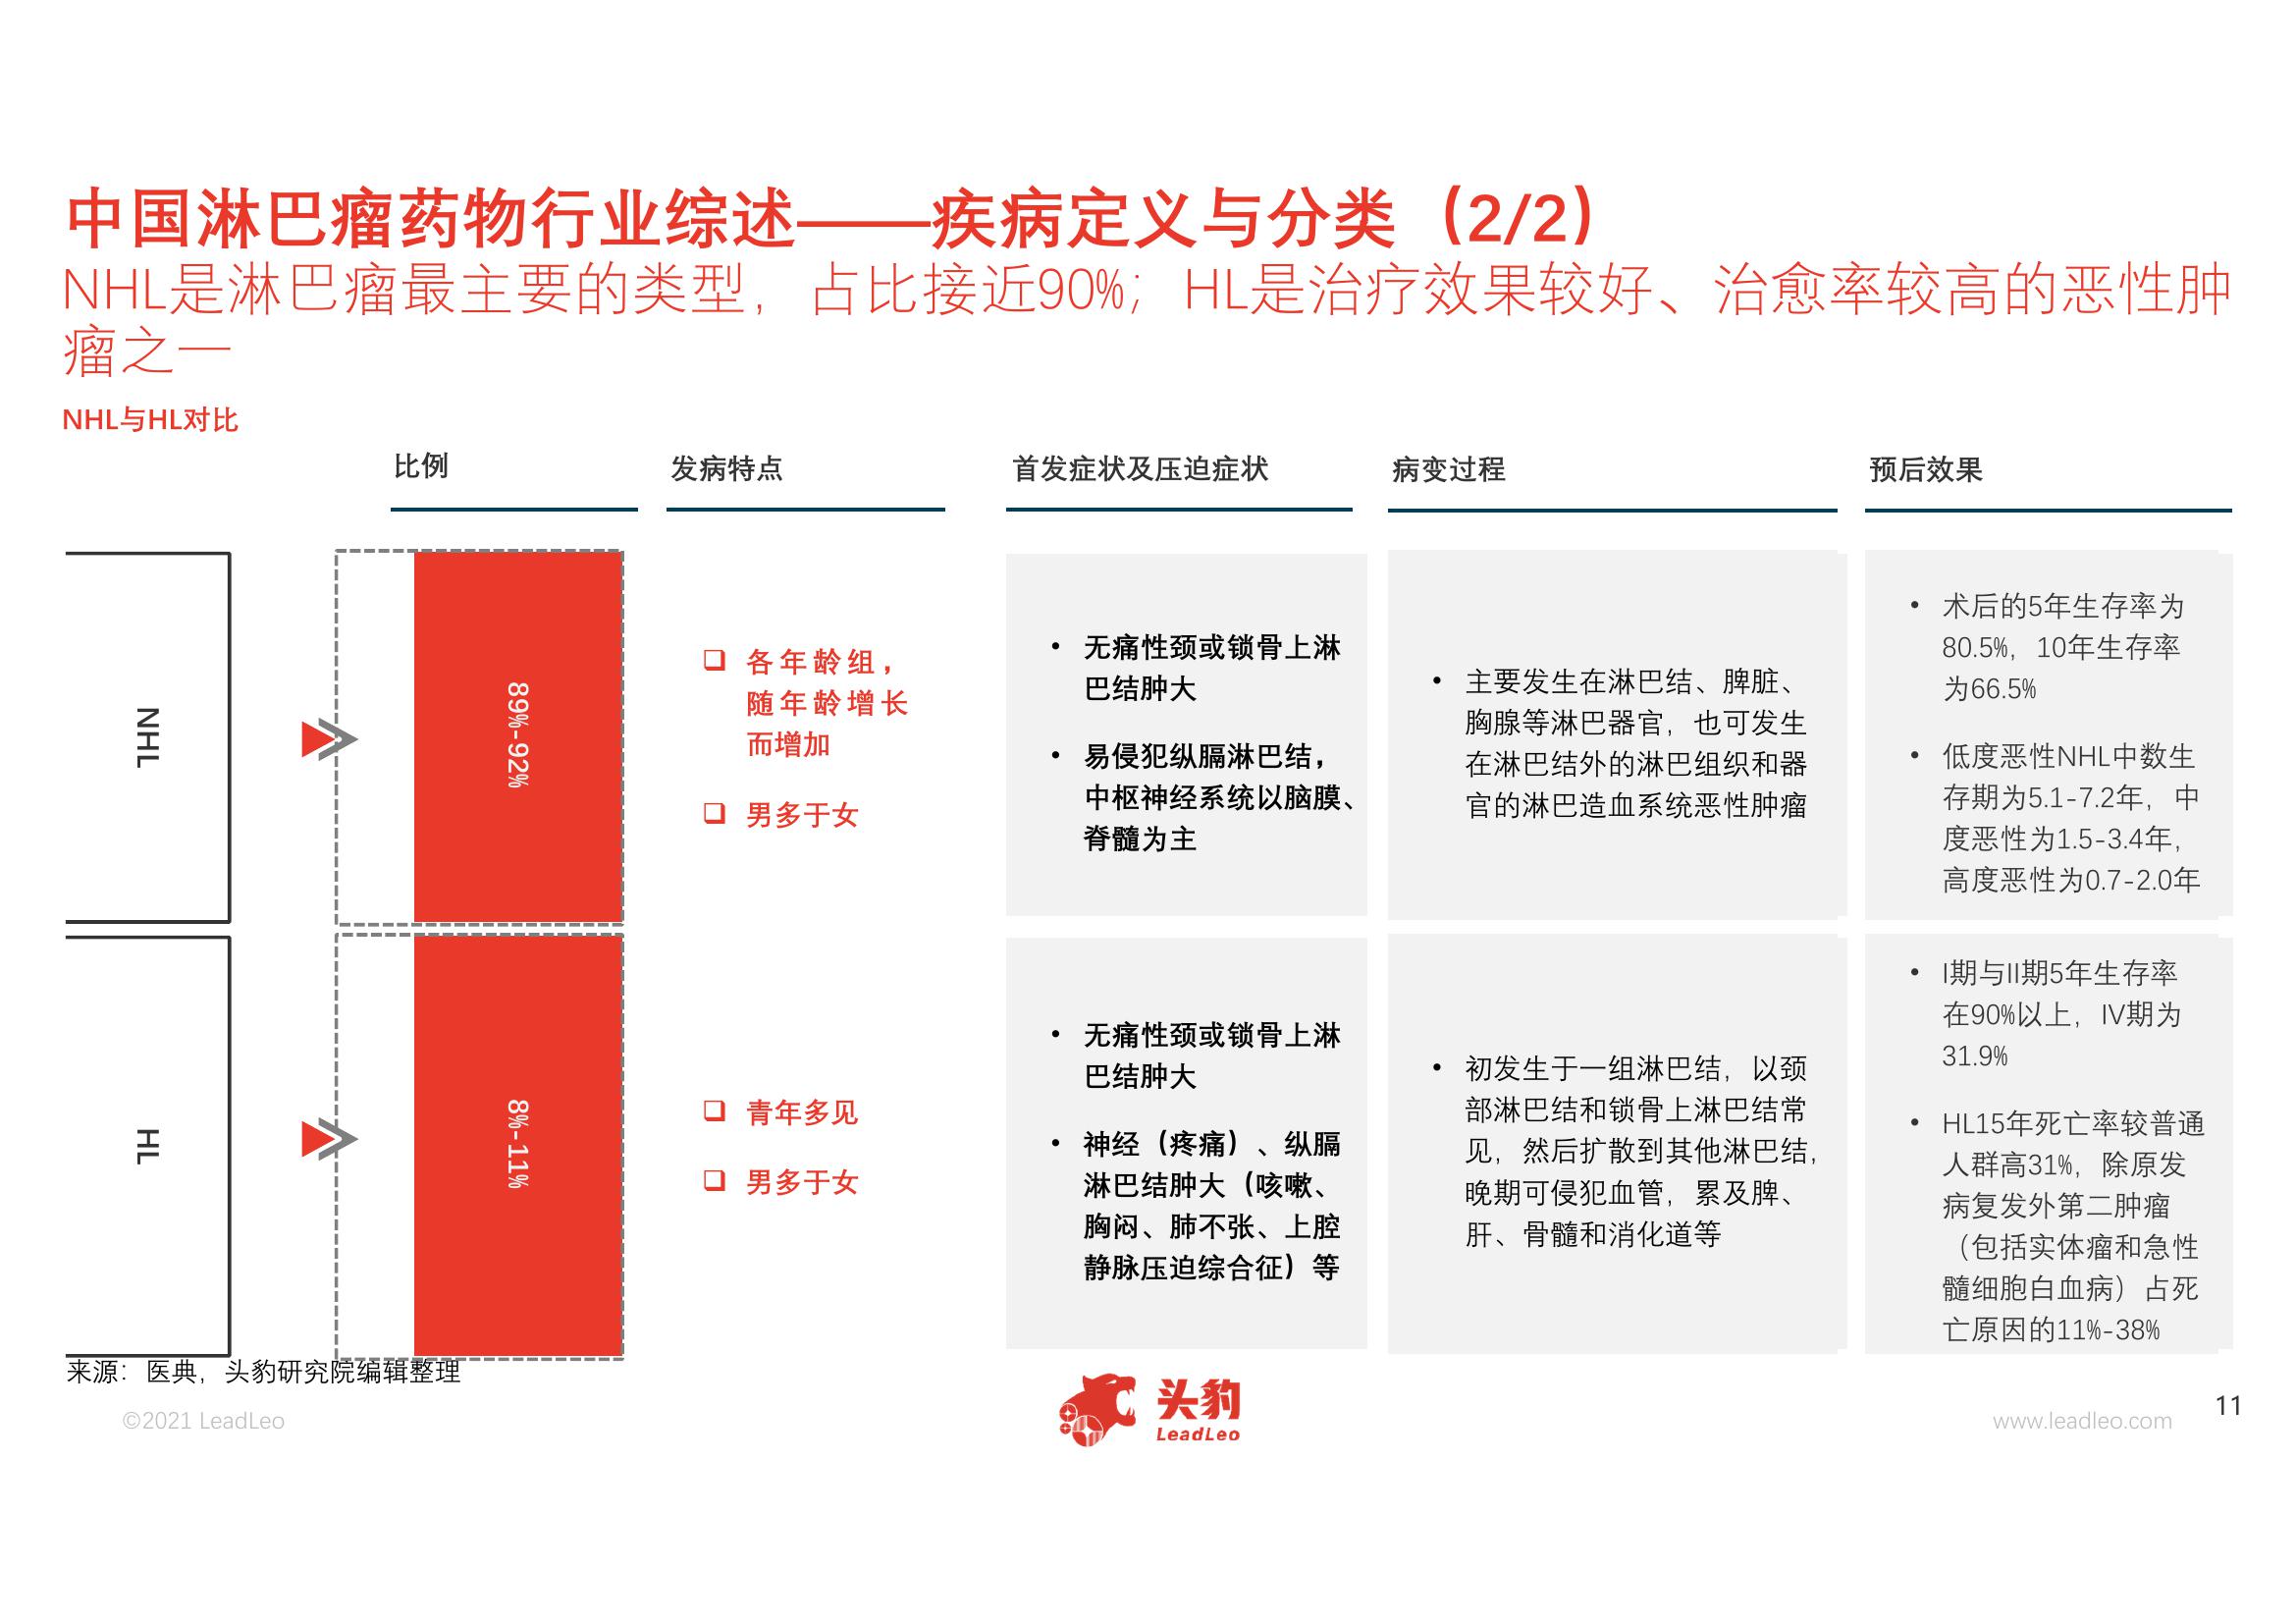 中国淋巴瘤药物行业综述——疾病定义与分类（2/2）
NHL是淋巴瘤最主要的类型，占比接近90%；HL是治疗效果较好、治愈率较高的恶性肿
瘤之一
NHL与HL对比
比例
发病特点
首发症状及压迫症状
病变过程
预后效果
NHL
89%-92%
❑ 各年龄组，
随年龄增长
而增加
❑ 男多于女
• 无痛性颈或锁骨上淋
巴结肿大
• 易侵犯纵膈淋巴结，
中枢神经系统以脑膜、
脊髓为主
• 主要发生在淋巴结、脾脏、
胸腺等淋巴器官，也可发生
在淋巴结外的淋巴组织和器
官的淋巴造血系统恶性肿瘤
• 术后的5年生存率为
80.5%，10年生存率
为66.5%
• 低度恶性NHL中数生
存期为5.1-7.2年，中
度恶性为1.5-3.4年，
高度恶性为0.7-2.0年
HL
8%-11%
❑ 青年多见
❑ 男多于女
• 无痛性颈或锁骨上淋
巴结肿大
• 神经（疼痛）、纵膈
淋巴结肿大（咳嗽、
胸闷、肺不张、上腔
静脉压迫综合征）等
• 初发生于一组淋巴结，以颈
部淋巴结和锁骨上淋巴结常
见，然后扩散到其他淋巴结，
晚期可侵犯血管，累及脾、
肝、骨髓和消化道等
• I期与II期5年生存率
在90%以上，IV期为
31.9%
• HL15年死亡率较普通
人群高31%，除原发
病复发外第二肿瘤
（包括实体瘤和急性
髓细胞白血病）占死
亡原因的11%-38%
来源：医典，头豹研究院编辑整理
©2021 LeadLeo
头豹
LeadLeo
www.leadleo.com
11